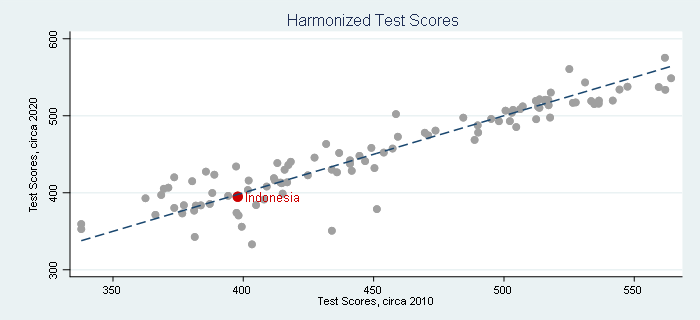 Harmonized Test Scores
Test Scores, circa 2020
600
500
400
300
Indonesia
350
400
450
500
550
Test Scores, circa 2010